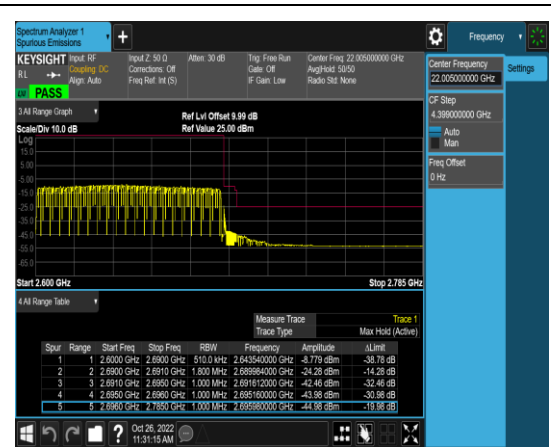 Spectrum Analyzer 1
Spurious Emissions
Frequency
KEYSIGHT
Input: RF
Input Z: 50 Ω
Atten: 30 dB
Trig: Free Run
Center Freq: 22.005000000 GHz
RL
Coupling: DC
Corrections: Off
Gate: Off
Avg|Hold: 50/50
Align: Auto
Freq Ref: Int (S)
IF Gain: Low
Radio Std: None
PASS
Center Frequency
22.005000000 GHz
Settings
CF Step
4.399000000 GHz
Auto
Man
Freq Offset
0 Hz
3 All Range Graph
Ref Lvl Offset 9.99 dB
Scale/Div 10.0 dB
Ref Value 25.00 dBm
Log
15.0
5.00
-5.00
-15.0
-25.0
-35.0
-45.0
-55.0
-65.0
Start 2.600 GHz
Stop 2.785 GHz
4 All Range Table
Measure Trace
Trace 1
Trace Type
Max Hold (Active)
Spur Range Start Freq Stop Freq RBW Frequency Amplitude ΔLimit
1 1 2.6000 GHz 2.6900 GHz 510.0 kHz 2.643540000 GHz -8.779 dBm -38.78 dB
2 2 2.6900 GHz 2.6910 GHz 1.800 MHz 2.689984000 GHz -24.28 dBm -14.28 dB
3 3 2.6910 GHz 2.6950 GHz 1.000 MHz 2.691612000 GHz -42.46 dBm -32.46 dB
4 4 2.6950 GHz 2.6960 GHz 1.000 MHz 2.695160000 GHz -43.98 dBm -30.98 dB
5 5 2.6960 GHz 2.7850 GHz 1.000 MHz 2.695980000 GHz -44.98 dBm -19.98 dB
Oct 26, 2022
11:31:15 AM